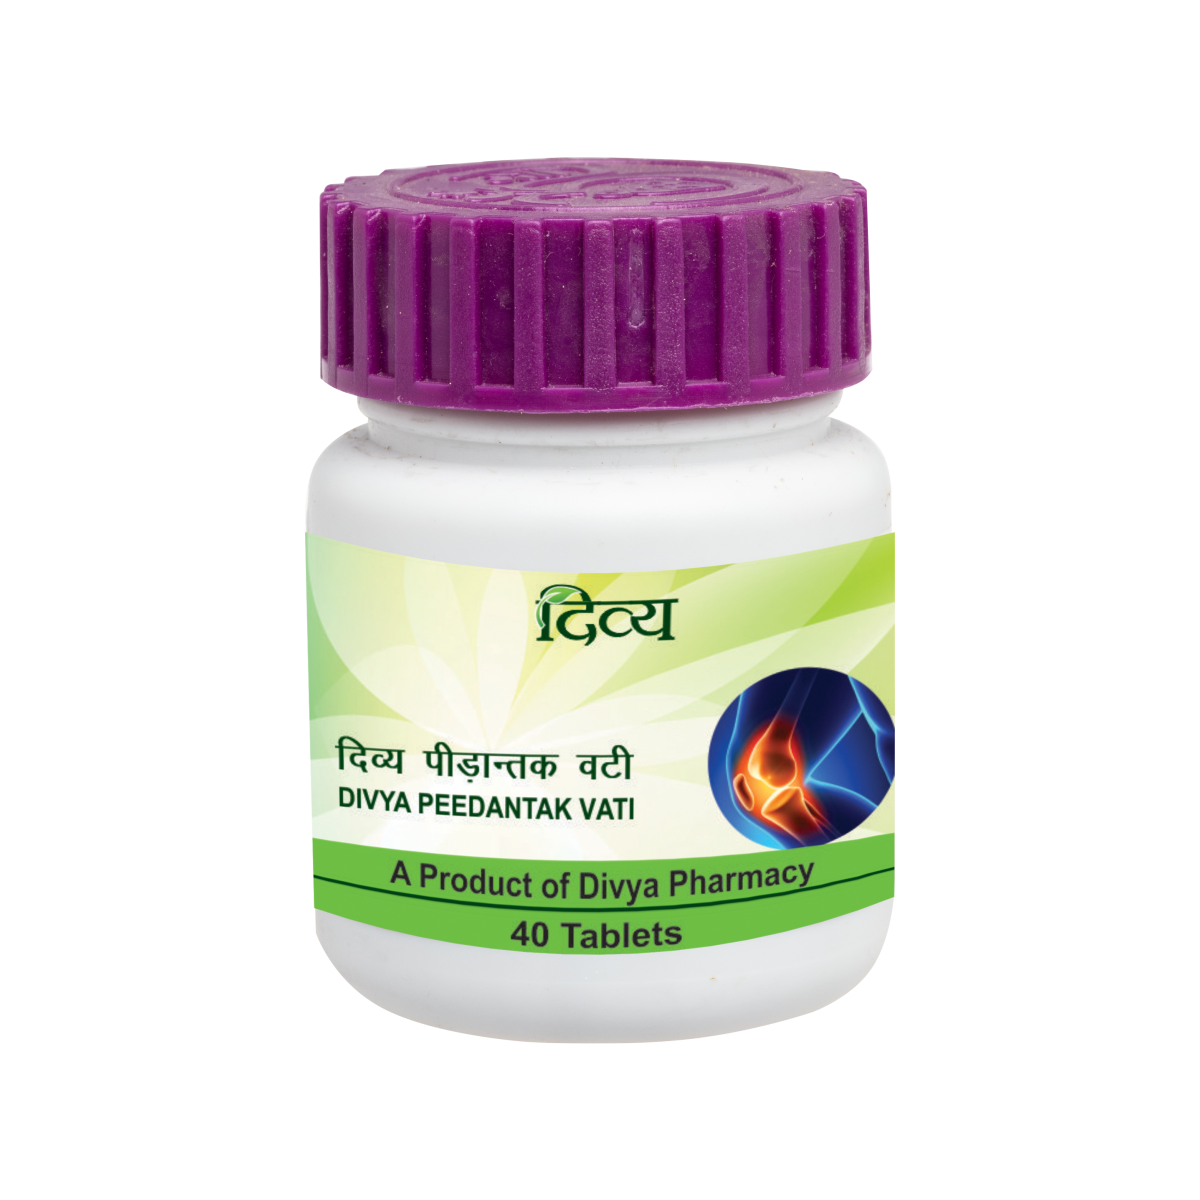 दिव्य
दिव्य पीड़ान्तक वटी
DIVYA PEEDANTAK VATI
A Product of Divya Pharmacy
40 Tablets